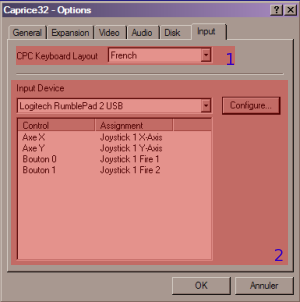 Caprice32 - Options
General Expansion Video Audio Disk Input
CPC Keyboard Layout French 1
Input Device
Logitech RumblePad 2 USB Configure...
Control Assignment
Axe X Joystick 1 X-Axis
Axe Y Joystick 1 Y-Axis
Bouton 0 Joystick 1 Fire 1
Bouton 1 Joystick 1 Fire 2
2
OK Annuler